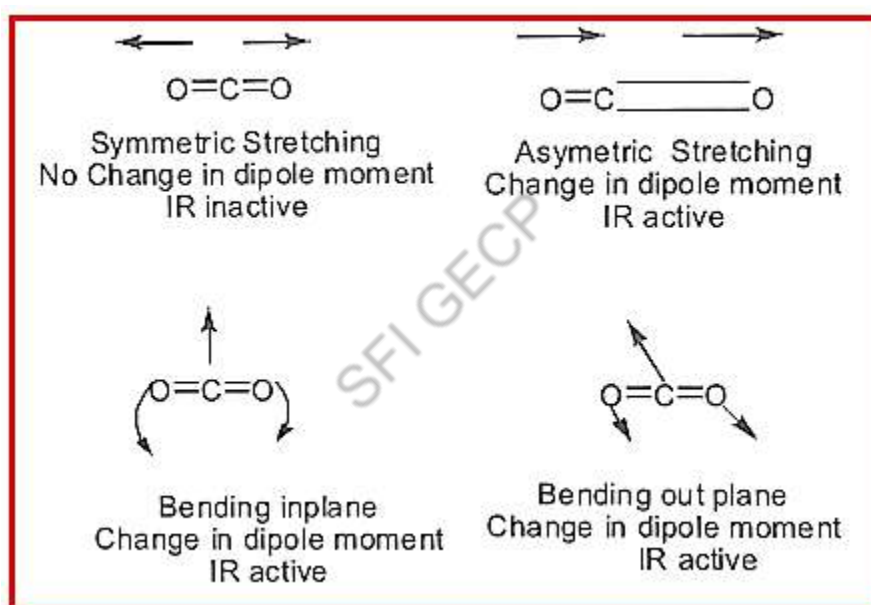 O=C=O
Symmetric Stretching
No Change in dipole moment
IR inactive
O=C=O
Asymetric Stretching
Change in dipole moment
IR active
SFI GECP
O=C=O
Bending inplane
Change in dipole moment
IR active
O=C=O
Bending out plane
Change in dipole moment
IR active